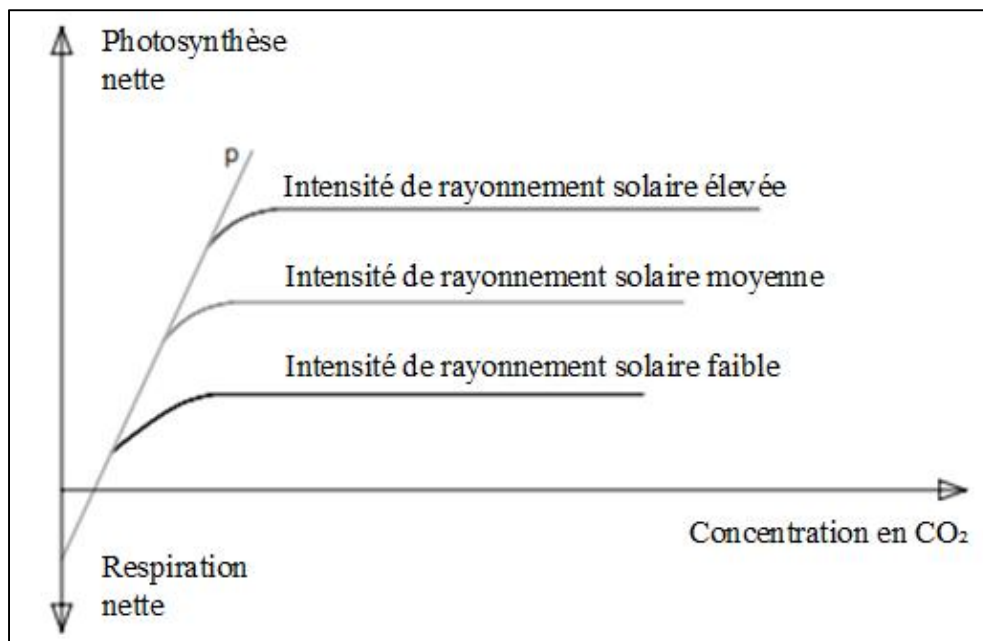 Photosynthèse
nette
p
Intensité de rayonnement solaire élevée
Intensité de rayonnement solaire moyenne
Intensité de rayonnement solaire faible
Concentration en CO₂
Respiration
nette